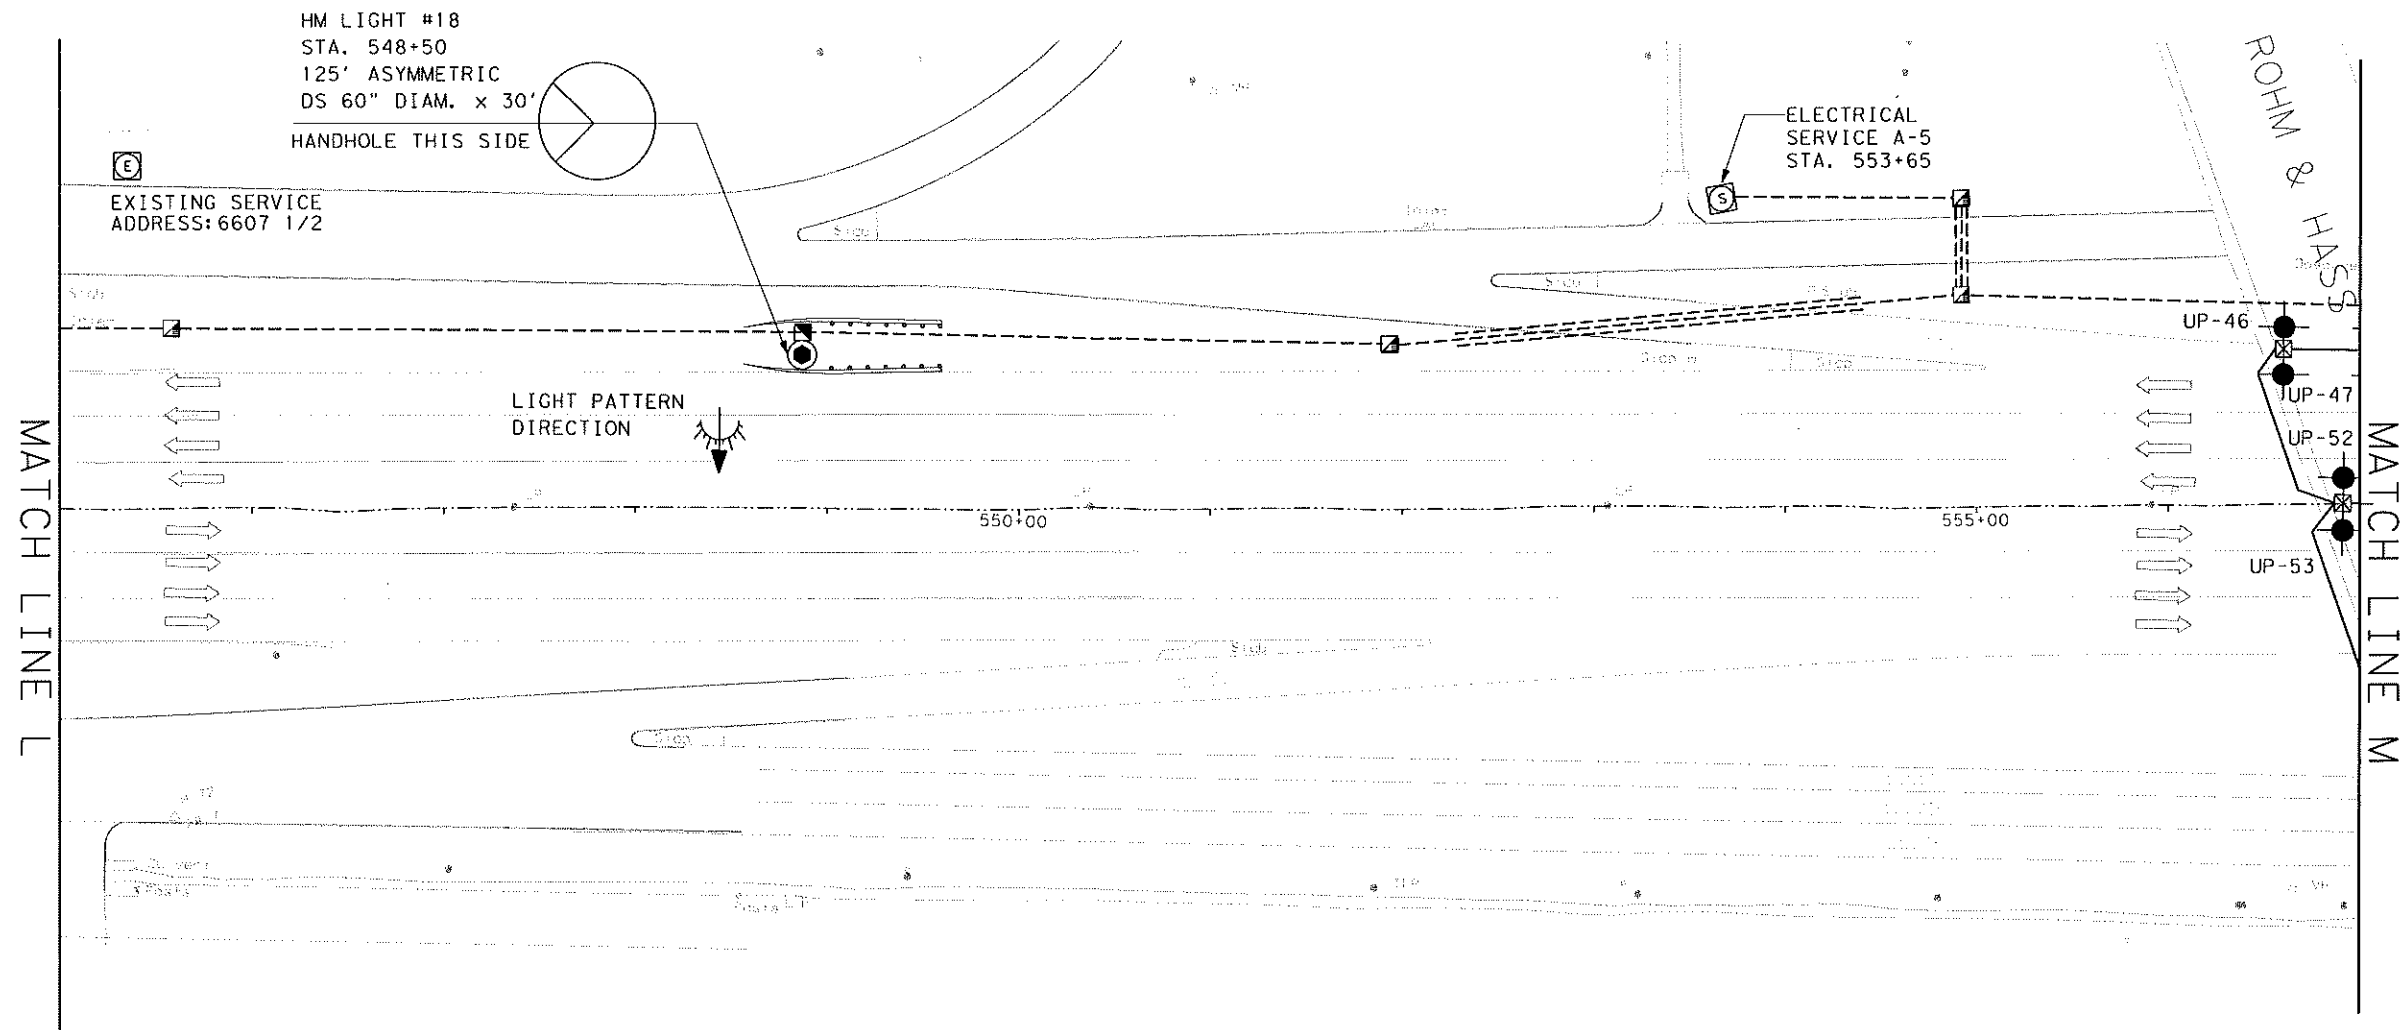 HM LIGHT #18
STA. 548+50
125' ASYMMETRIC
DS 60" DIAM. x 30'
HANDHOLE THIS SIDE
E
EXISTING SERVICE
ADDRESS: 6607 1/2
ELECTRICAL
SERVICE A-5
STA. 553+65
S
ROHM & HASS
UP-46
UP-47
UP-52
UP-53
LIGHT PATTERN
DIRECTION
550+00
555+00
MATCH LINE L
MATCH LINE M